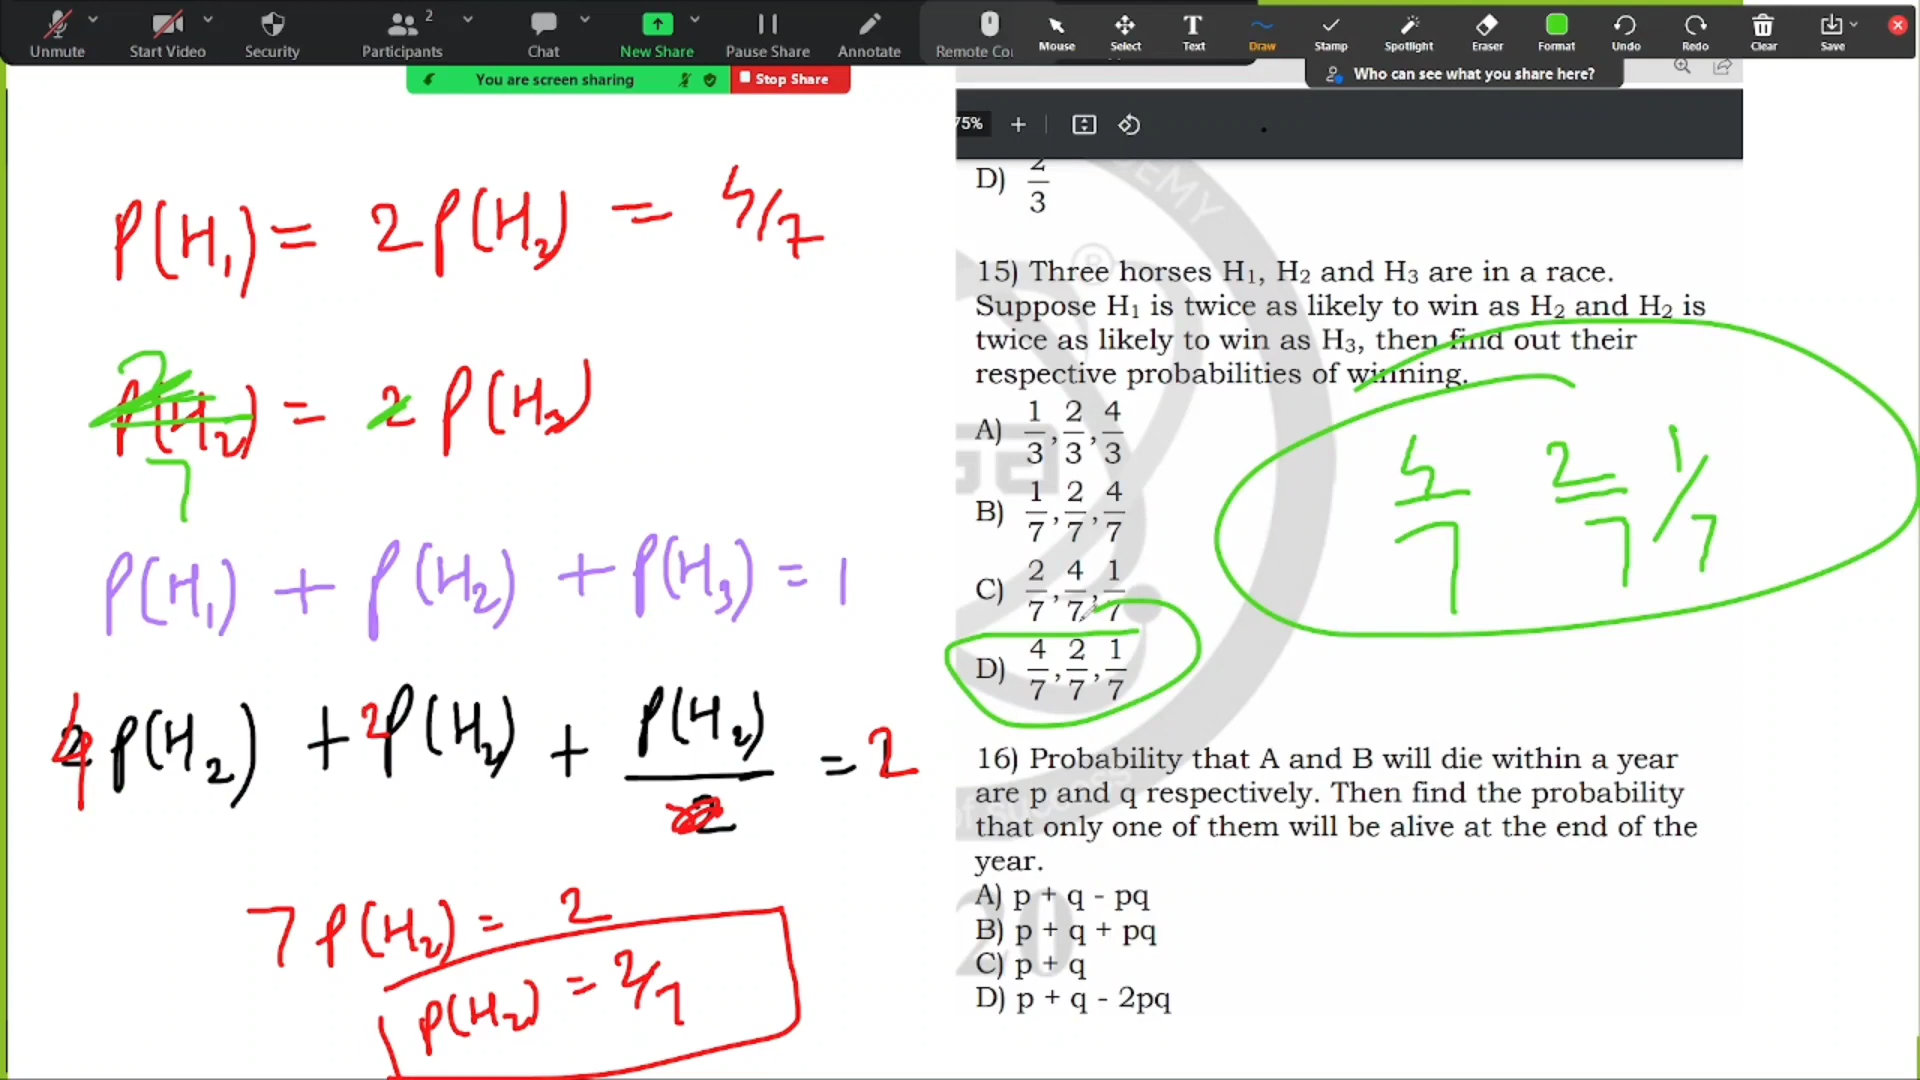 Unmute
Start Video
Security
Participants 2
Chat
New Share
Pause Share
Annotate
Remote Co
Mouse
Select
Text
Draw
Stamp
Spotlight
Eraser
Format
Undo
Redo
Clear
Save
You are screen sharing
Stop Share
Who can see what you share here?
75%
P(H₁) = 2P(H₂) = 4/7
P(H₂) = 2 P(H₃)
2
7
P(H₁) + P(H₂) + P(H₃) = 1
4 P(H₂) + 2P(H₂) + P(H₂)/2 = 2
7 P(H₂) = 2
P(H₂) = 2/7
D) 2/3
15) Three horses H₁, H₂ and H₃ are in a race.
Suppose H₁ is twice as likely to win as H₂ and H₂ is
twice as likely to win as H₃, then find out their
respective probabilities of winning.
A) 1/3, 2/3, 4/3
B) 1/7, 2/7, 4/7
C) 2/7, 4/7, 1/7
D) 4/7, 2/7, 1/7
4/7 2/7 1/7
16) Probability that A and B will die within a year
are p and q respectively. Then find the probability
that only one of them will be alive at the end of the
year.
A) p + q - pq
B) p + q + pq
C) p + q
D) p + q - 2pq